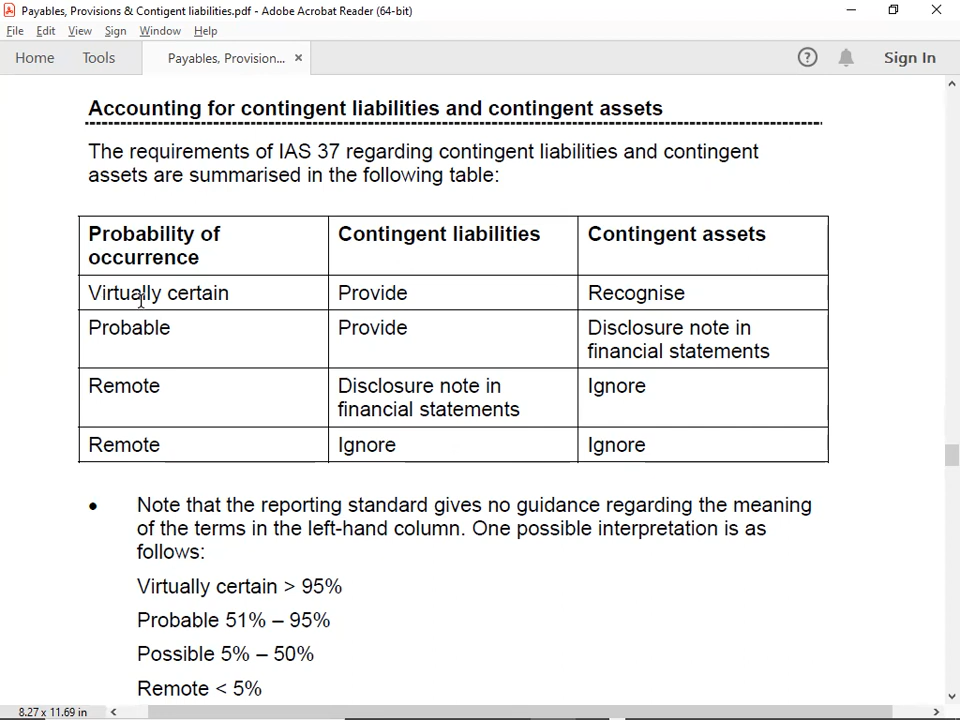 Payables, Provisions & Contigent liabilities.pdf - Adobe Acrobat Reader (64-bit)
File Edit View Sign Window Help
Home Tools Payables, Provision... × Sign In
Accounting for contingent liabilities and contingent assets
The requirements of IAS 37 regarding contingent liabilities and contingent
assets are summarised in the following table:
Probability of
occurrence
Contingent liabilities
Contingent assets
Virtually certain
Provide
Recognise
Probable
Provide
Disclosure note in
financial statements
Remote
Disclosure note in
financial statements
Ignore
Remote
Ignore
Ignore
• Note that the reporting standard gives no guidance regarding the meaning
of the terms in the left-hand column. One possible interpretation is as
follows:
Virtually certain > 95%
Probable 51% – 95%
Possible 5% – 50%
Remote < 5%
8.27 x 11.69 in